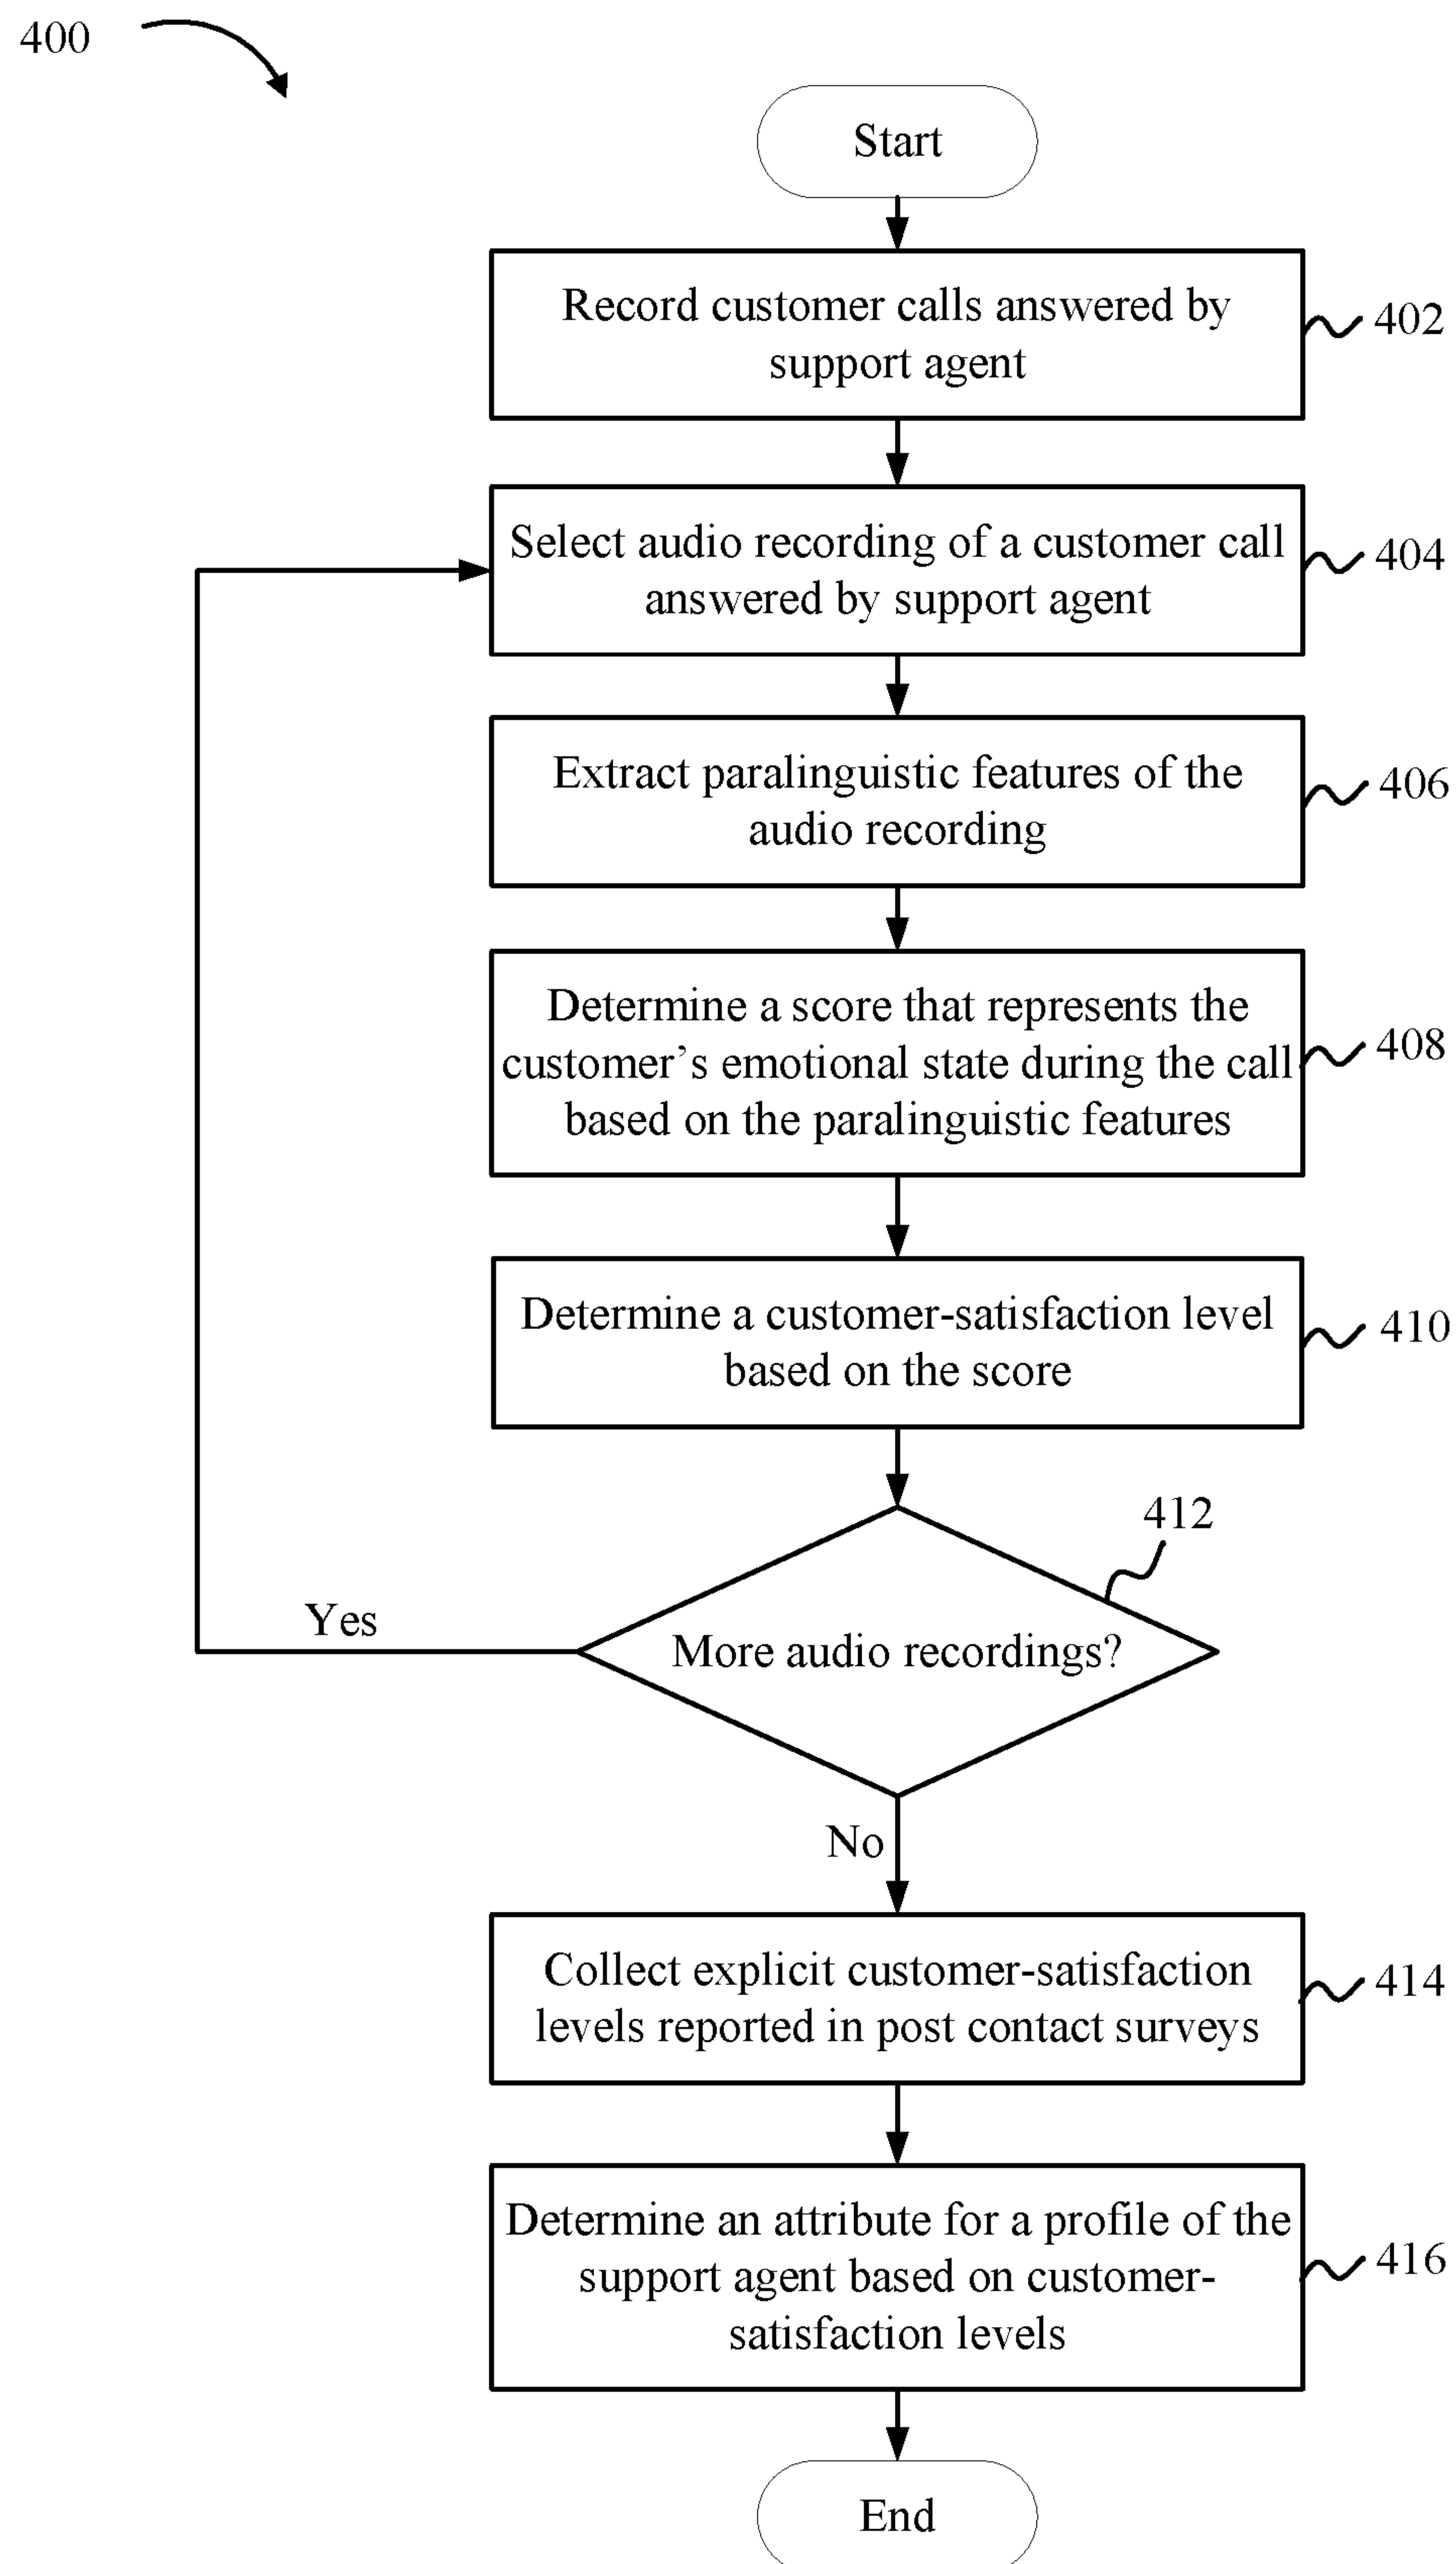 400
Start
Record customer calls answered by
support agent
402
Select audio recording of a customer call
answered by support agent
404
Extract paralinguistic features of the
audio recording
406
Determine a score that represents the
customer’s emotional state during the call
based on the paralinguistic features
408
Determine a customer-satisfaction level
based on the score
410
412
More audio recordings?
Yes
No
Collect explicit customer-satisfaction
levels reported in post contact surveys
414
Determine an attribute for a profile of the
support agent based on customer-
satisfaction levels
416
End